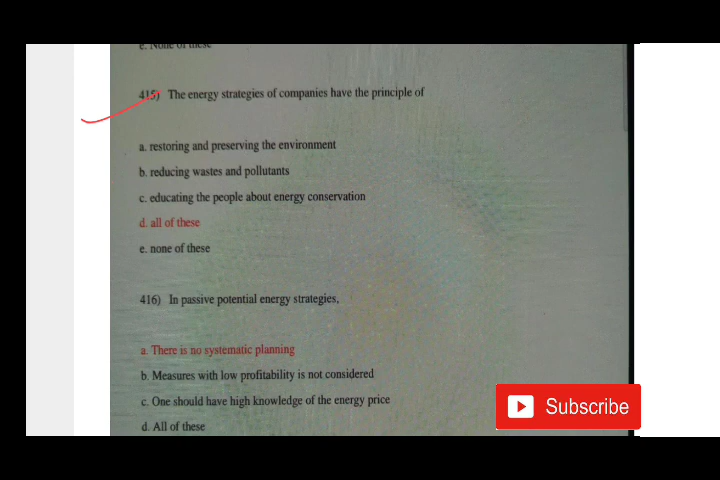 e. None of these
415) The energy strategies of companies have the principle of
a. restoring and preserving the environment
b. reducing wastes and pollutants
c. educating the people about energy conservation
d. all of these
e. none of these
416) In passive potential energy strategies,
a. There is no systematic planning
b. Measures with low profitability is not considered
c. One should have high knowledge of the energy price
d. All of these
Subscribe